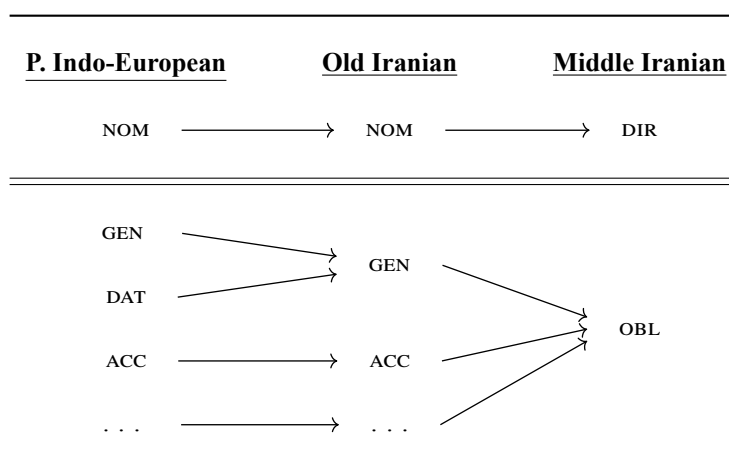 P. Indo-European Old Iranian Middle Iranian
NOM NOM DIR
GEN
GEN
DAT
OBL
ACC ACC
. . . . . .